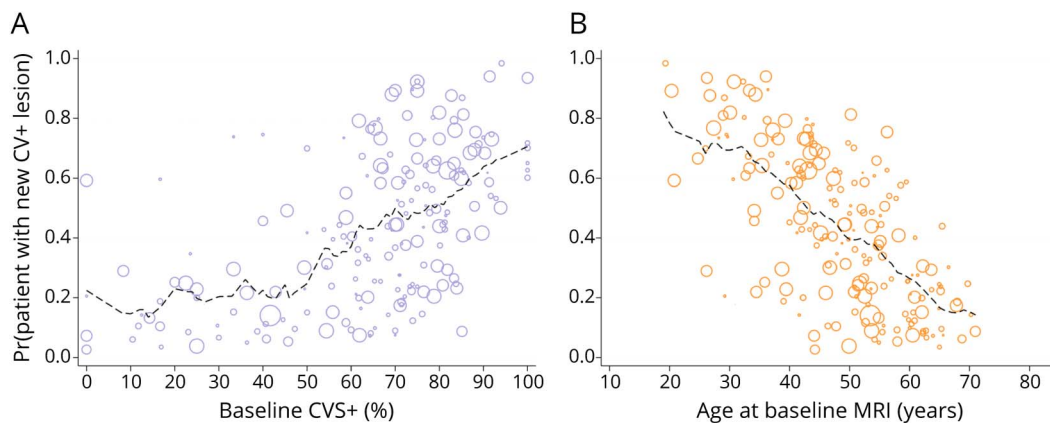 A
B
Pr(patient with new CV+ lesion)
1.0
0.8
0.6
0.4
0.2
0.0
0 10 20 30 40 50 60 70 80 90 100
Baseline CVS+ (%)
1.0
0.8
0.6
0.4
0.2
0.0
10 20 30 40 50 60 70 80
Age at baseline MRI (years)